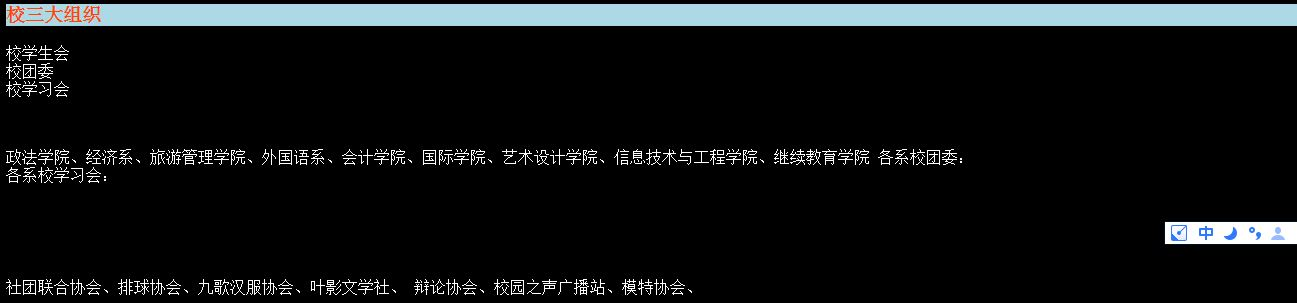 校三大组织
校学生会
校团委
校学习会
政法学院、经济系、旅游管理学院、外国语系、会计学院、国际学院、艺术设计学院、信息技术与工程学院、继续教育学院 各系校团委:
各系校学习会:
中
社团联合协会、排球协会、九歌汉服协会、叶影文学社、 辩论协会、校园之声广播站、模特协会、